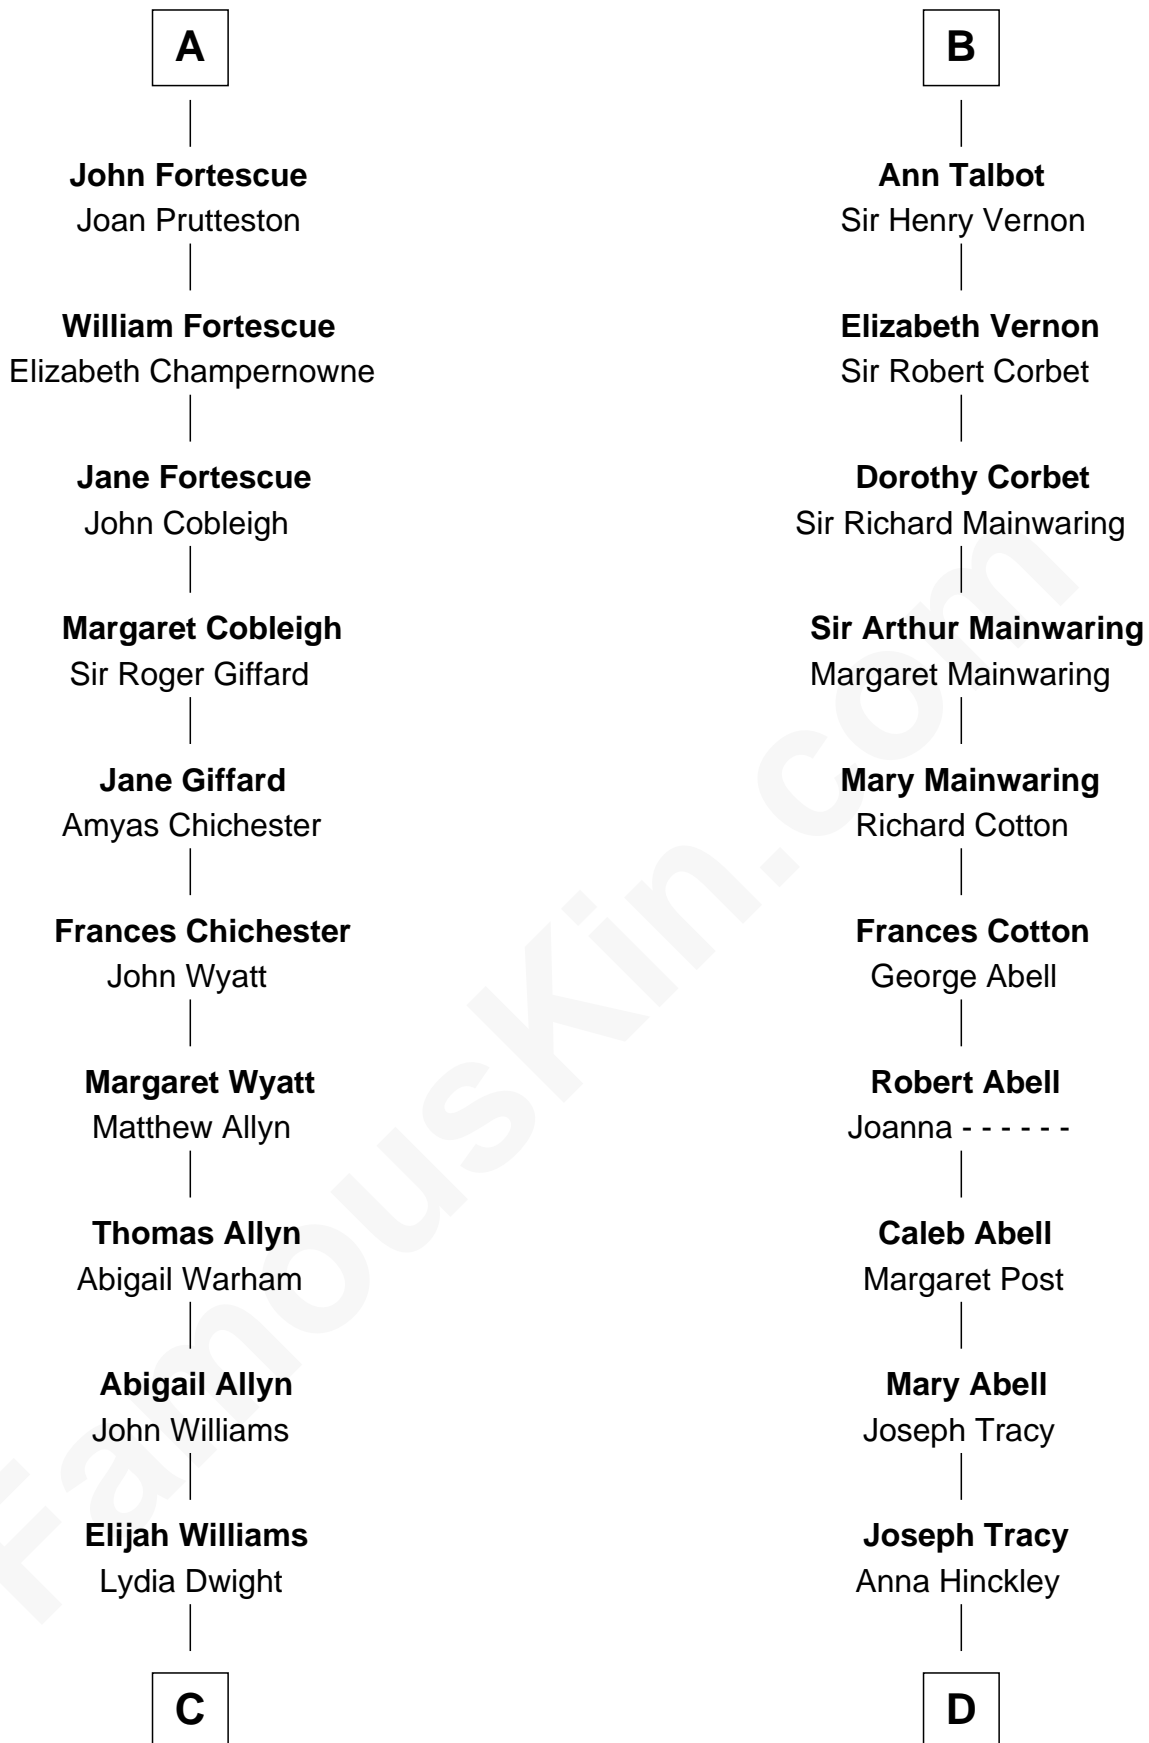 A
John Fortescue
Joan Prutteston
William Fortescue
Elizabeth Champernowne
Jane Fortescue
John Cobleigh
Margaret Cobleigh
Sir Roger Giffard
Jane Giffard
Amyas Chichester
Frances Chichester
John Wyatt
Margaret Wyatt
Matthew Allyn
Thomas Allyn
Abigail Warham
Abigail Allyn
John Williams
Elijah Williams
Lydia Dwight
C
B
Ann Talbot
Sir Henry Vernon
Elizabeth Vernon
Sir Robert Corbet
Dorothy Corbet
Sir Richard Mainwaring
Sir Arthur Mainwaring
Margaret Mainwaring
Mary Mainwaring
Richard Cotton
Frances Cotton
George Abell
Robert Abell
Joanna - - - - - -
Caleb Abell
Margaret Post
Mary Abell
Joseph Tracy
Joseph Tracy
Anna Hinckley
D
FamousKin.com